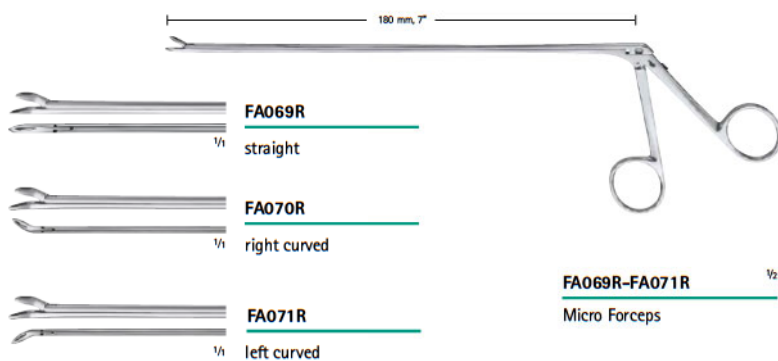 180 mm, 7"
FA069R
1/1 straight
FA070R
1/1 right curved
FA071R
1/1 left curved
FA069R-FA071R 1/2
Micro Forceps